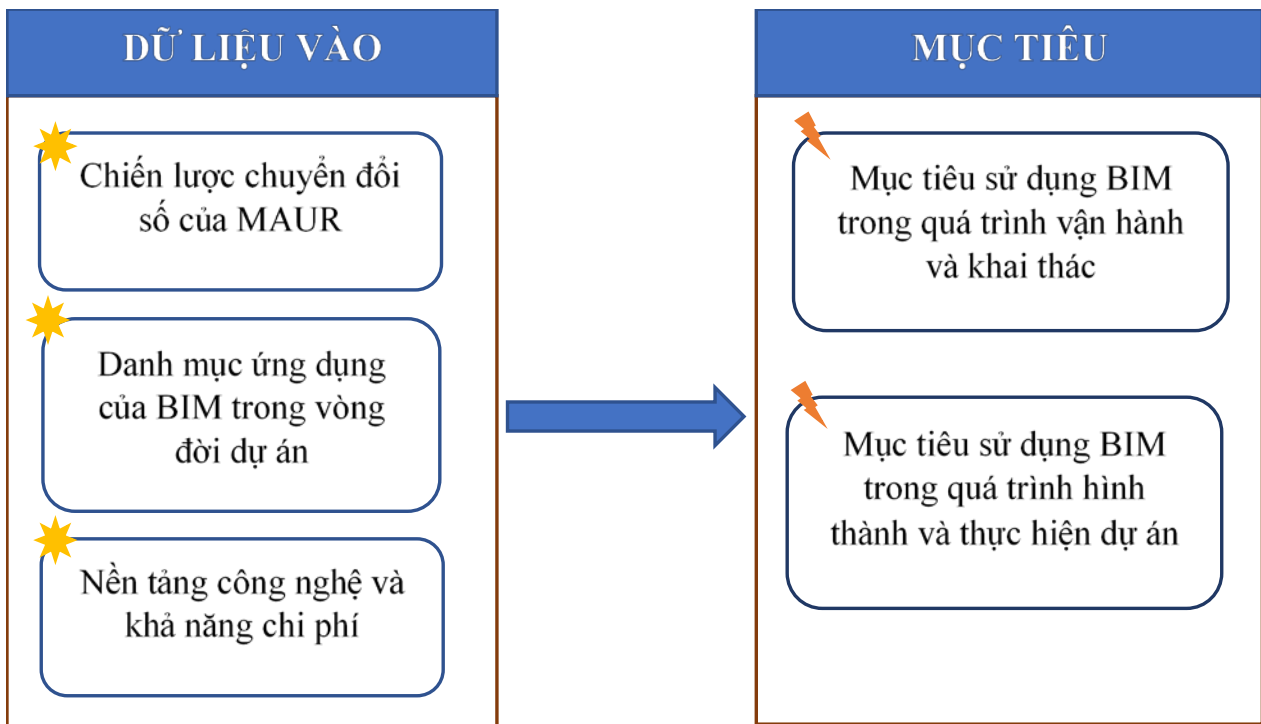 DỮ LIỆU VÀO
Chiến lược chuyển đổi
số của MAUR
Danh mục ứng dụng
của BIM trong vòng
đời dự án
Nền tảng công nghệ và
khả năng chi phí
MỤC TIÊU
Mục tiêu sử dụng BIM
trong quá trình vận hành
và khai thác
Mục tiêu sử dụng BIM
trong quá trình hình
thành và thực hiện dự án